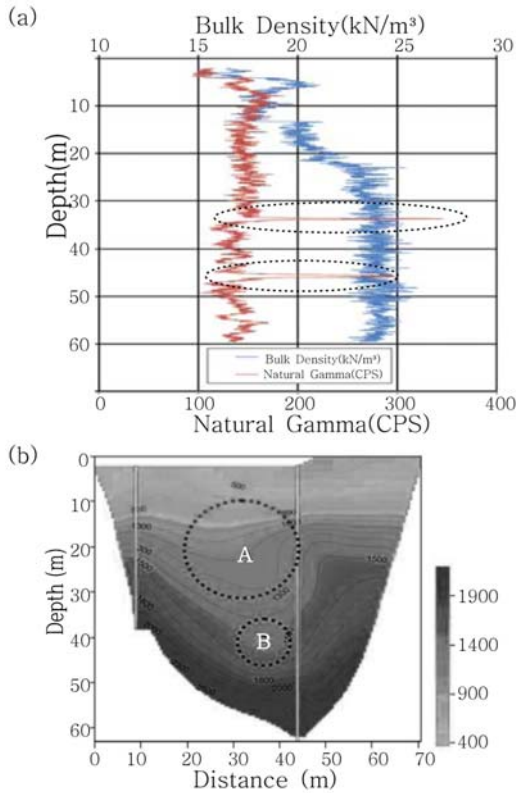 (a)
Bulk Density(kN/m³)
10 15 20 25 30
Depth(m)
10
20
30
40
50
60
Bulk Density(kN/m³)
Natural Gamma(CPS)
0 100 200 300 400
Natural Gamma(CPS)
(b)
Depth (m)
0
10
20
30
40
50
60
A
B
1500
1900
1400
900
400
0 10 20 30 40 50 60 70
Distance (m)